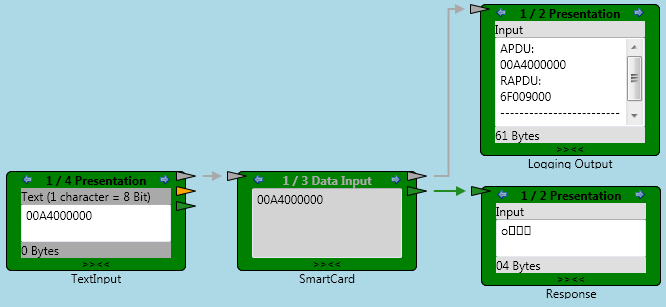 1 / 2 Presentation
Input
APDU:
00A4000000
RAPDU:
6F009000
------------------------
61 Bytes
>><<
Logging Output
1 / 4 Presentation
Text (1 character = 8 Bit)
00A4000000
0 Bytes
>><<
TextInput
1 / 3 Data Input
00A4000000
>><<
SmartCard
1 / 2 Presentation
Input
o▯▯▯
04 Bytes
>><<
Response